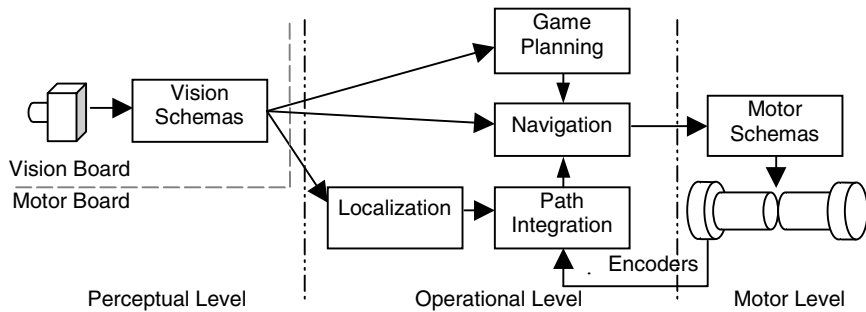 Game
Planning
Vision
Schemas
Navigation
Motor
Schemas
Vision Board
Motor Board
Localization
Path
Integration
Encoders
Perceptual Level
Operational Level
Motor Level